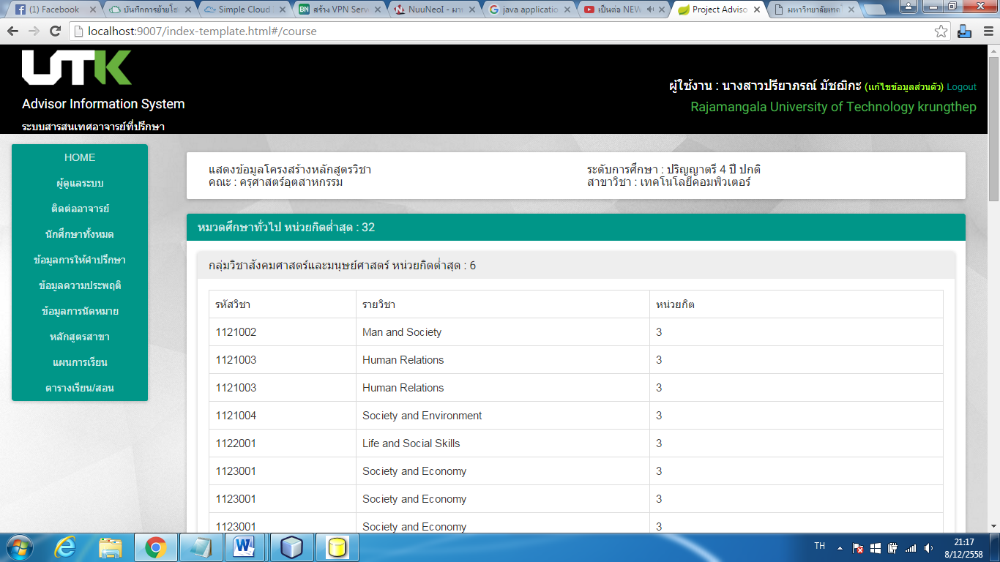 (1) Facebook
บันทึกการย้ายโฮ
Simple Cloud
BN สร้าง VPN Serv
NuuNeoI - มา
java applicatio
เป็นต่อ NEW
Project Adviso
มหาวิทยาลัยเทค
localhost:9007/index-template.html#/course
UTK
Advisor Information System
ระบบสารสนเทศอาจารย์ที่ปรึกษา
ผู้ใช้งาน : นางสาวปรียาภรณ์ มัชฌิกะ (แก้ไขข้อมูลส่วนตัว) Logout
Rajamangala University of Technology krungthep
HOME
ผู้ดูแลระบบ
ติดต่ออาจารย์
นักศึกษาทั้งหมด
ข้อมูลการให้คำปรึกษา
ข้อมูลความประพฤติ
ข้อมูลการนัดหมาย
หลักสูตรสาขา
แผนการเรียน
ตารางเรียน/สอน
แสดงข้อมูลโครงสร้างหลักสูตรวิชา
คณะ : ครุศาสตร์อุตสาหกรรม
ระดับการศึกษา : ปริญญาตรี 4 ปี ปกติ
สาขาวิชา : เทคโนโลยีคอมพิวเตอร์
หมวดศึกษาทั่วไป หน่วยกิตต่ำสุด : 32
กลุ่มวิชาสังคมศาสตร์และมนุษย์ศาสตร์ หน่วยกิตต่ำสุด : 6
รหัสวิชา รายวิชา หน่วยกิต
1121002 Man and Society 3
1121003 Human Relations 3
1121003 Human Relations 3
1121004 Society and Environment 3
1122001 Life and Social Skills 3
1123001 Society and Economy 3
1123001 Society and Economy 3
1123001 Society and Economy 3
TH
21:17
8/12/2558